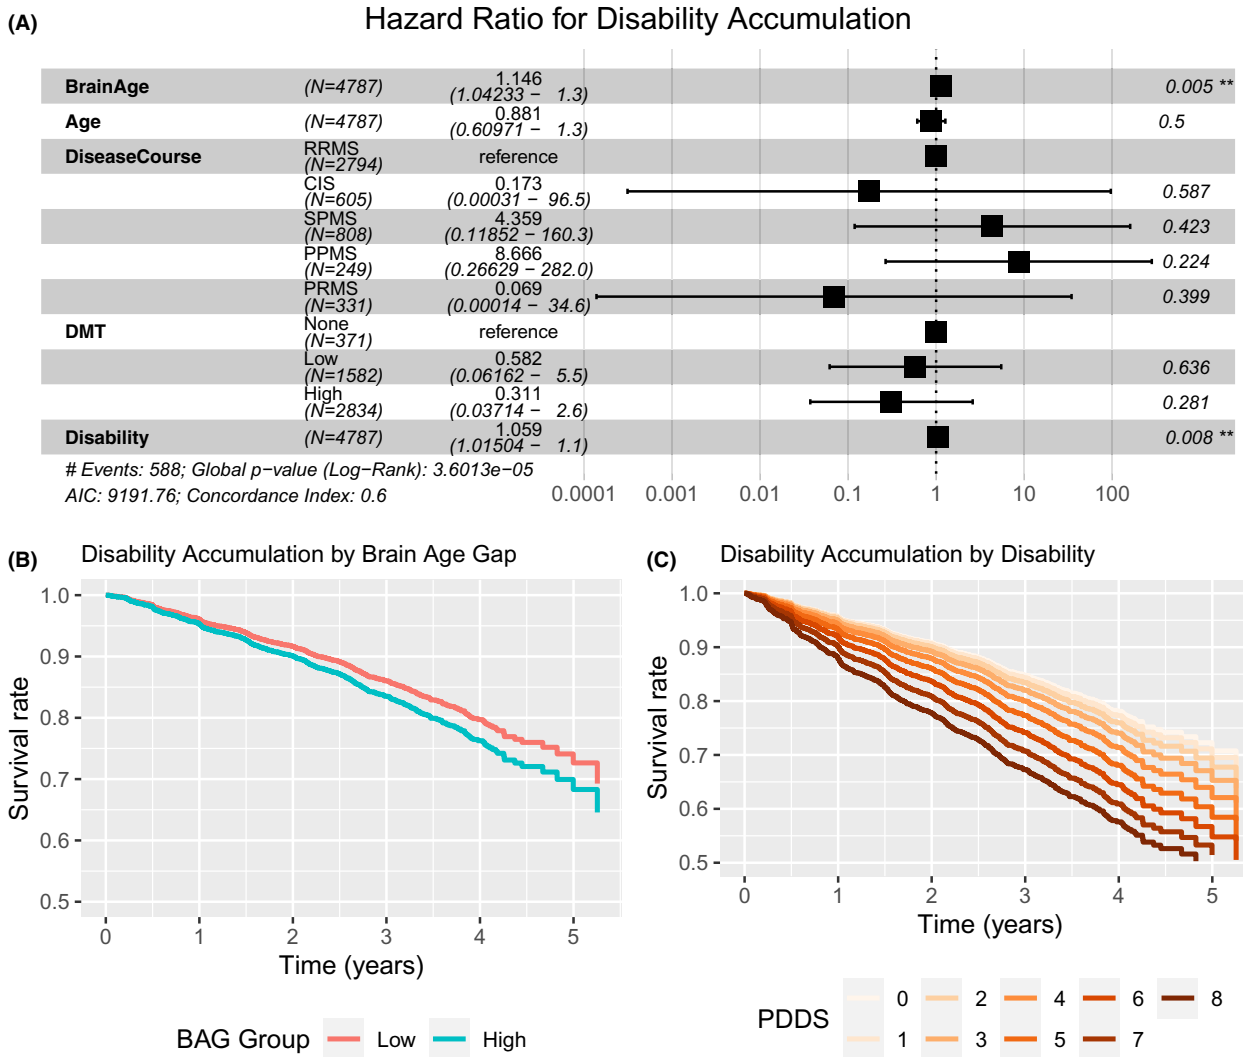 (A) Hazard Ratio for Disability Accumulation
BrainAge (N=4787) 1.146 (1.04233 − 1.3) 0.005 **
Age (N=4787) 0.881 (0.60971 − 1.3) 0.5
DiseaseCourse RRMS (N=2794) reference
CIS (N=605) 0.173 (0.00031 − 96.5) 0.587
SPMS (N=808) 4.359 (0.11852 − 160.3) 0.423
PPMS (N=249) 8.666 (0.26629 − 282.0) 0.224
PRMS (N=331) 0.069 (0.00014 − 34.6) 0.399
DMT None (N=371) reference
Low (N=1582) 0.582 (0.06162 − 5.5) 0.636
High (N=2834) 0.311 (0.03714 − 2.6) 0.281
Disability (N=4787) 1.059 (1.01504 − 1.1) 0.008 **
# Events: 588; Global p−value (Log−Rank): 3.6013e−05
AIC: 9191.76; Concordance Index: 0.6
0.0001 0.001 0.01 0.1 1 10 100
(B) Disability Accumulation by Brain Age Gap
Survival rate
1.0
0.9
0.8
0.7
0.6
0.5
0 1 2 3 4 5
Time (years)
BAG Group Low High
(C) Disability Accumulation by Disability
Survival rate
1.0
0.9
0.8
0.7
0.6
0.5
0 1 2 3 4 5
Time (years)
PDDS
0 2 4 6 8
1 3 5 7